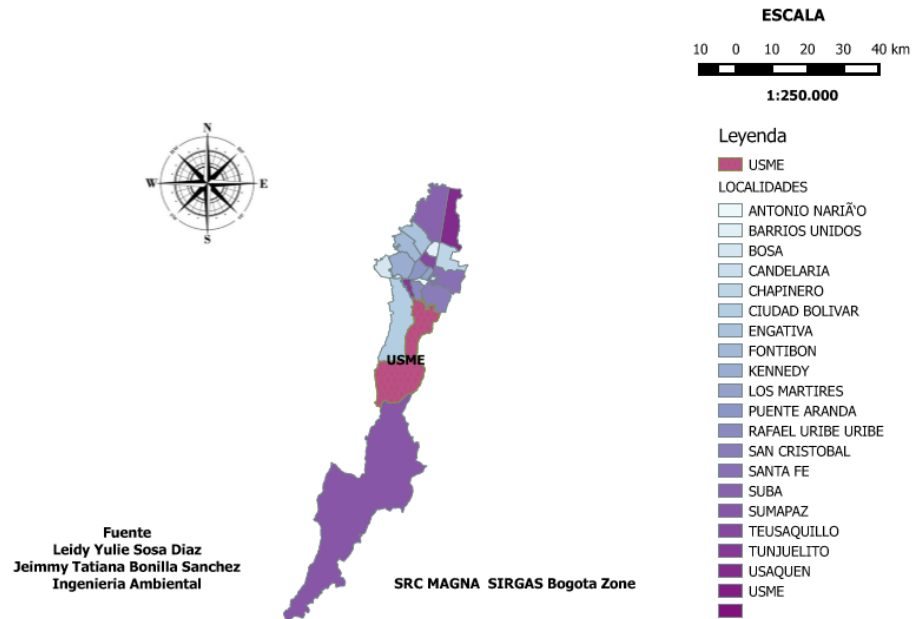 ESCALA
10 0 10 20 30 40 km
1:250.000
N
W E
S
Leyenda
USME
LOCALIDADES
ANTONIO NARIÃ‘O
BARRIOS UNIDOS
BOSA
CANDELARIA
CHAPINERO
CIUDAD BOLIVAR
ENGATIVA
FONTIBON
KENNEDY
LOS MARTIRES
PUENTE ARANDA
RAFAEL URIBE URIBE
SAN CRISTOBAL
SANTA FE
SUBA
SUMAPAZ
TEUSAQUILLO
TUNJUELITO
USAQUEN
USME
USME
Fuente
Leidy Yulie Sosa Diaz
Jeimmy Tatiana Bonilla Sanchez
Ingenieria Ambiental
SRC MAGNA SIRGAS Bogota Zone